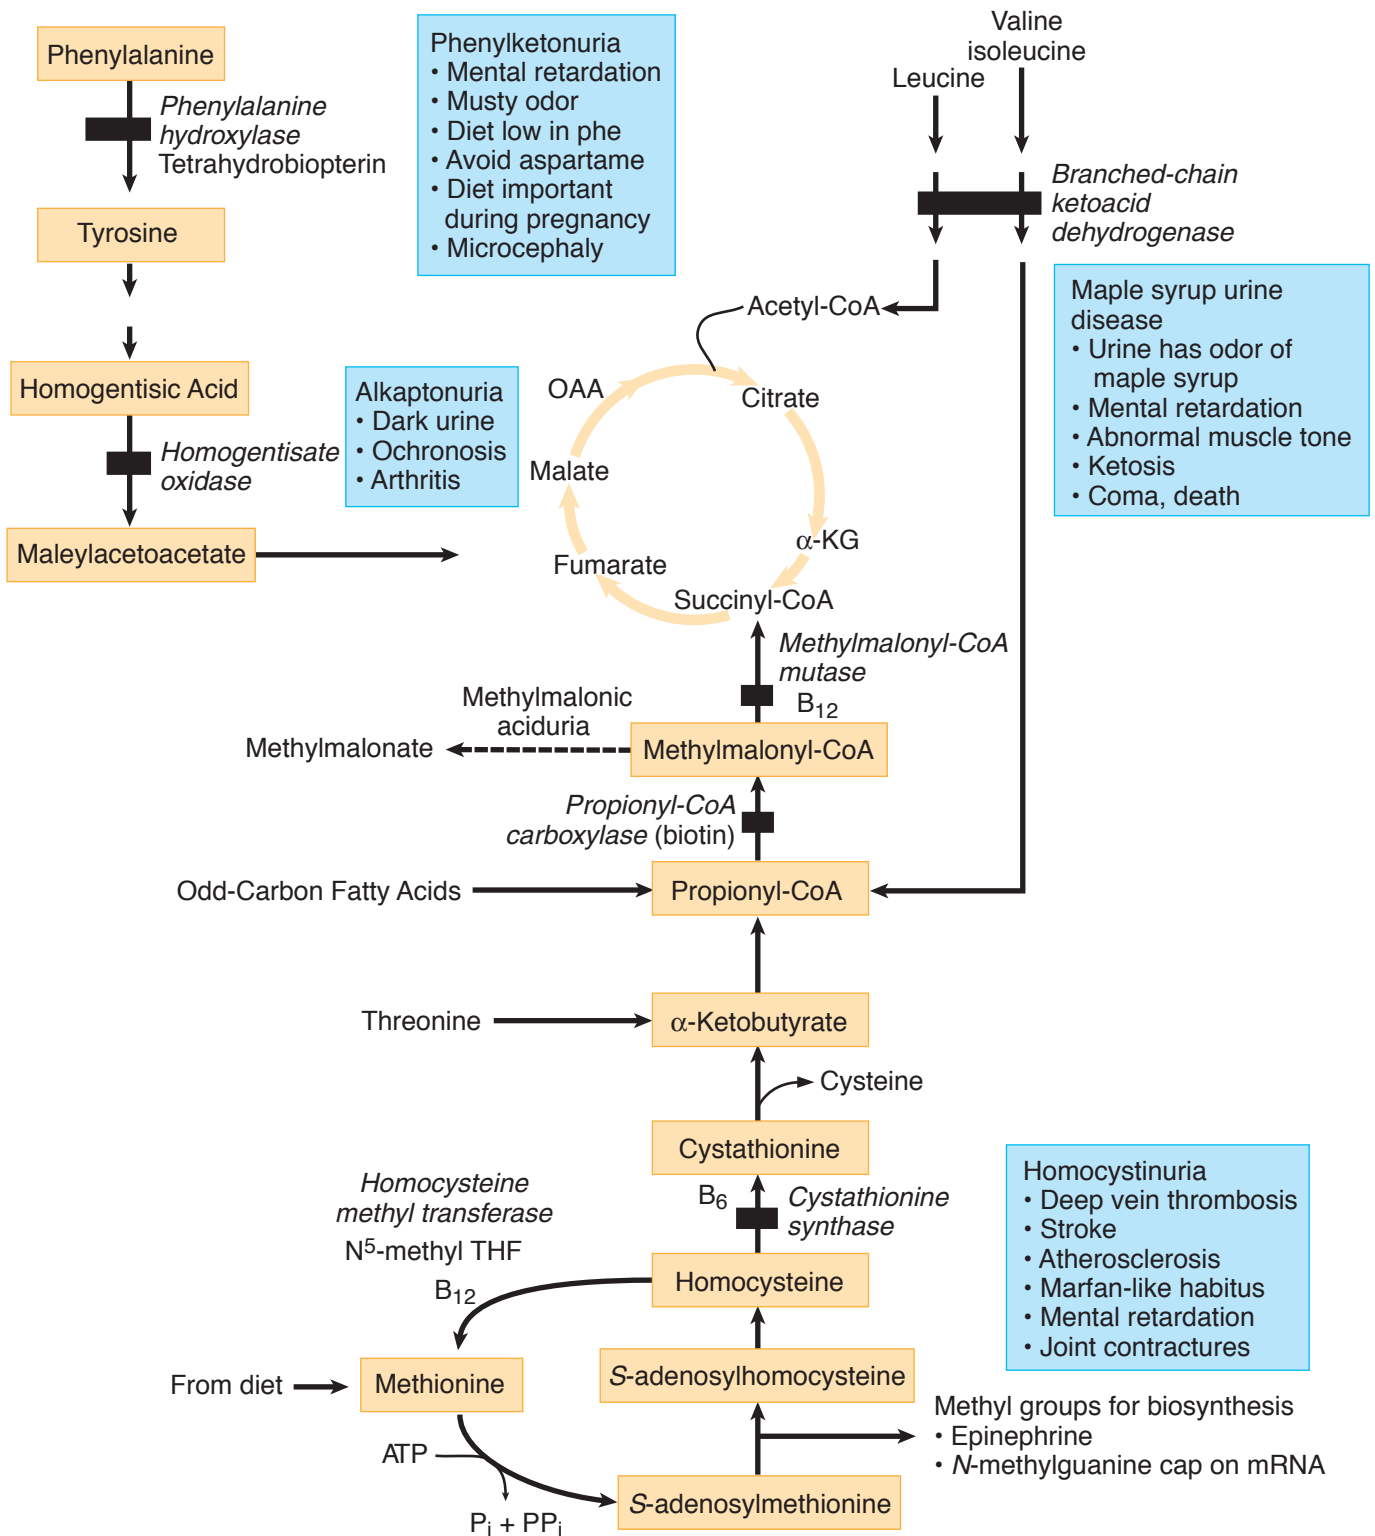 Phenylalanine
Phenylalanine
hydroxylase
Tetrahydrobiopterin
Tyrosine
Homogentisic Acid
Homogentisate
oxidase
Maleylacetoacetate
Phenylketonuria
• Mental retardation
• Musty odor
• Diet low in phe
• Avoid aspartame
• Diet important
during pregnancy
• Microcephaly
Alkaptonuria
• Dark urine
• Ochronosis
• Arthritis
Valine
isoleucine
Leucine
Branched-chain
ketoacid
dehydrogenase
Maple syrup urine
disease
• Urine has odor of
maple syrup
• Mental retardation
• Abnormal muscle tone
• Ketosis
• Coma, death
Acetyl-CoA
OAA
Citrate
Malate
α-KG
Fumarate
Succinyl-CoA
Methylmalonyl-CoA
mutase
B12
Methylmalonic
aciduria
Methylmalonate
Methylmalonyl-CoA
Propionyl-CoA
carboxylase (biotin)
Odd-Carbon Fatty Acids
Propionyl-CoA
Threonine
α-Ketobutyrate
Cysteine
Cystathionine
B6
Cystathionine
synthase
Homocysteine
methyl transferase
N5-methyl THF
B12
Homocysteine
Homocystinuria
• Deep vein thrombosis
• Stroke
• Atherosclerosis
• Marfan-like habitus
• Mental retardation
• Joint contractures
From diet
Methionine
S-adenosylhomocysteine
Methyl groups for biosynthesis
• Epinephrine
• N-methylguanine cap on mRNA
ATP
S-adenosylmethionine
Pi + PPi